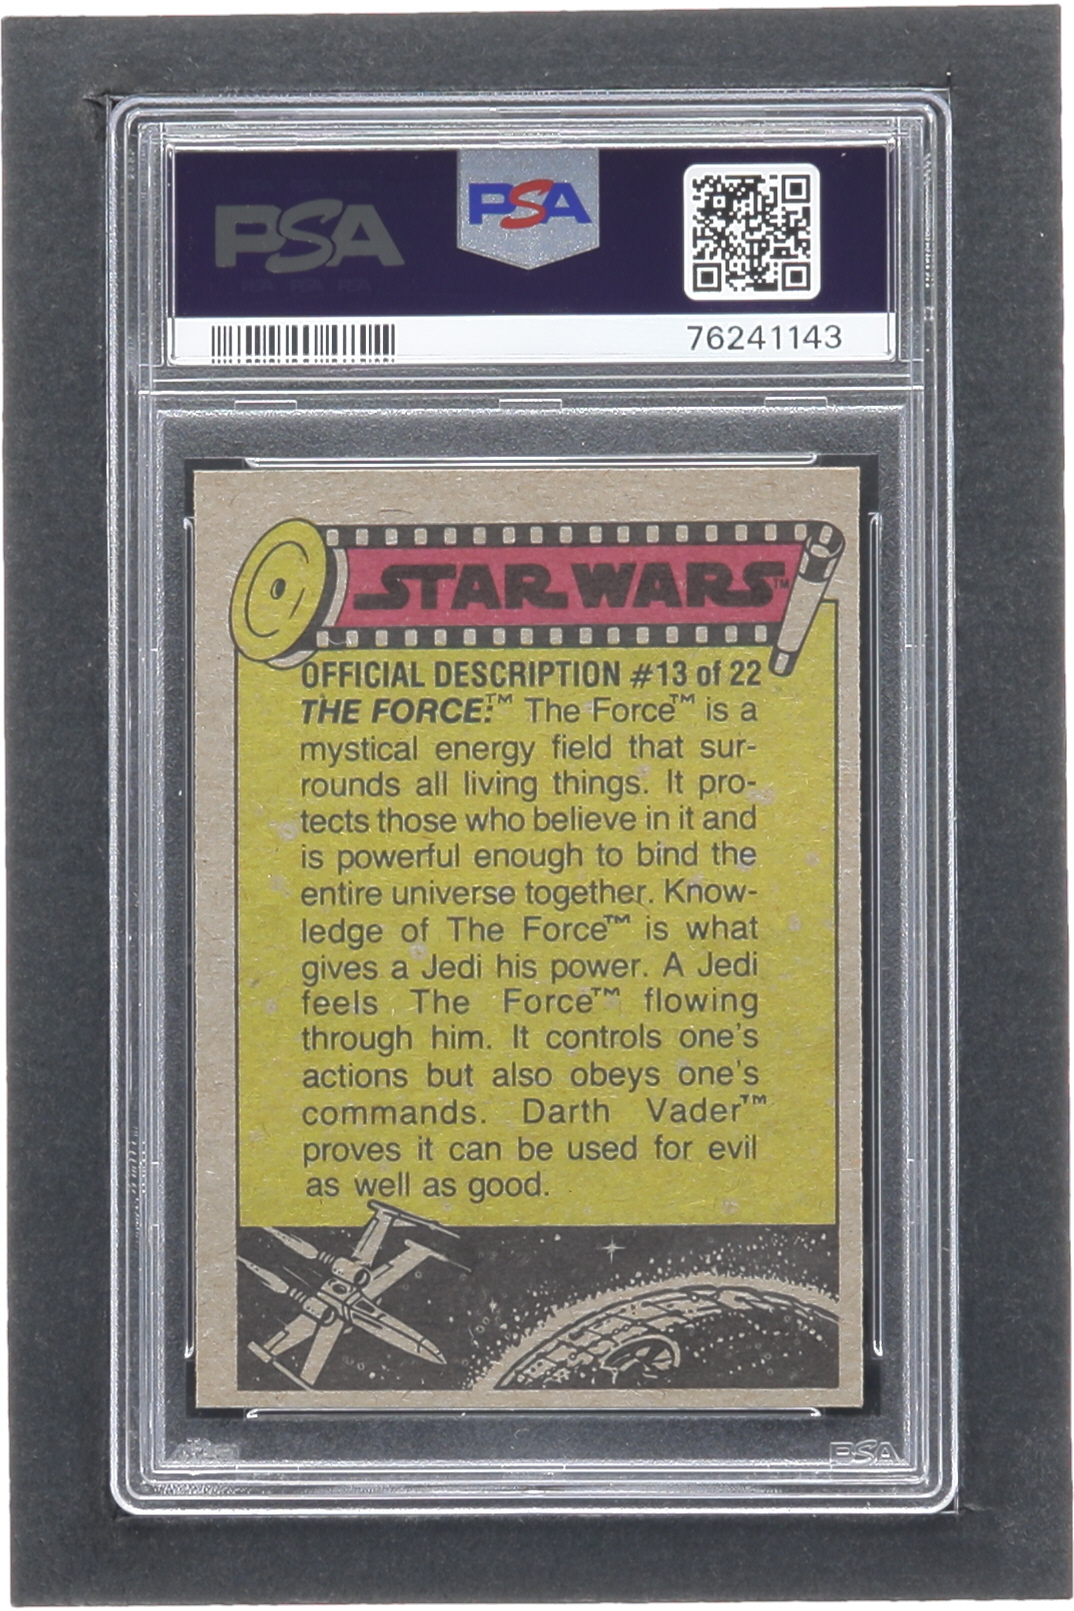 PSA
PSA
76241143
STAR WARS™
OFFICIAL DESCRIPTION #13 of 22
THE FORCE:™ The Force™ is a
mystical energy field that sur-
rounds all living things. It pro-
tects those who believe in it and
is powerful enough to bind the
entire universe together. Know-
ledge of The Force™ is what
gives a Jedi his power. A Jedi
feels The Force™ flowing
through him. It controls one's
actions but also obeys one's
commands. Darth Vader™
proves it can be used for evil
as well as good.
PSA